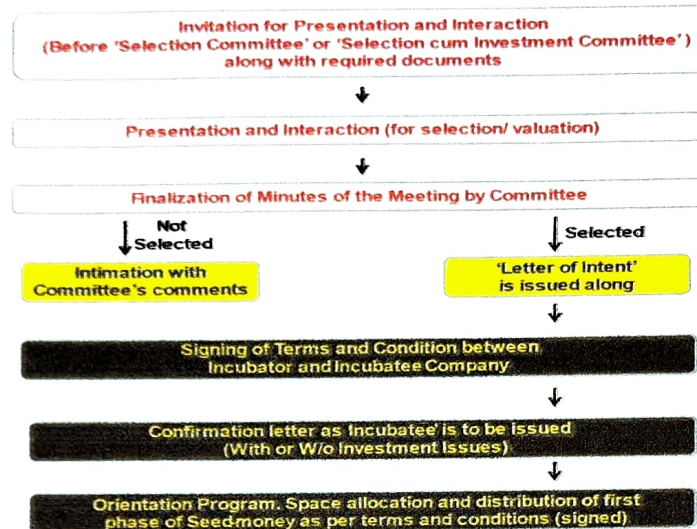 Invitation for Presentation and Interaction
(Before 'Selection Committee' or 'Selection cum Investment Committee')
along with required documents
Presentation and Interaction (for selection/ valuation)
Finalization of Minutes of the Meeting by Committee
Not
Selected
Selected
Intimation with
Committee's comments
'Letter of Intent'
is issued along
Signing of Terms and Condition between
Incubator and Incubatee Company
Confirmation letter as Incubatee' is to be issued
(With or W/o Investment Issues)
Orientation Program. Space allocation and distribution of first
phase of Seedmoney as per terms and conditions (signed)